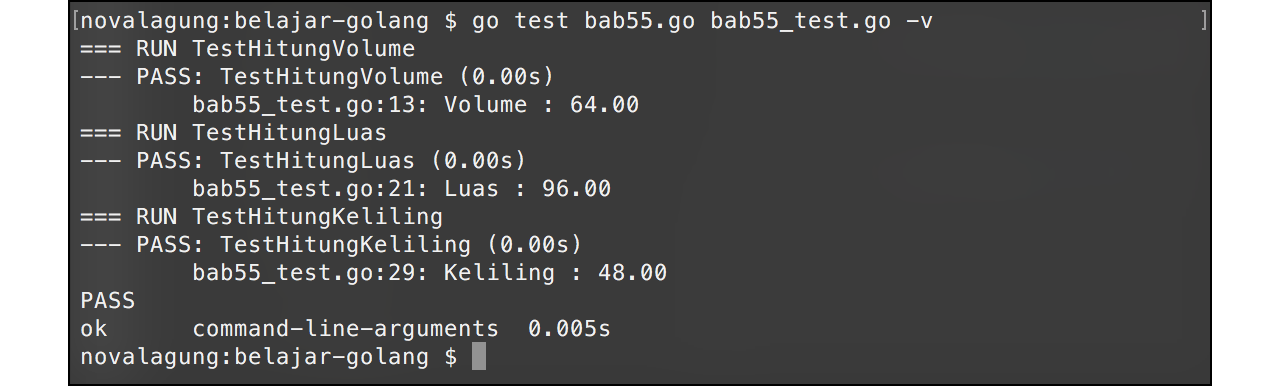 [novalagung:belajar-golang $ go test bab55.go bab55_test.go -v ]
=== RUN TestHitungVolume
--- PASS: TestHitungVolume (0.00s)
        bab55_test.go:13: Volume : 64.00
=== RUN TestHitungLuas
--- PASS: TestHitungLuas (0.00s)
        bab55_test.go:21: Luas : 96.00
=== RUN TestHitungKeliling
--- PASS: TestHitungKeliling (0.00s)
        bab55_test.go:29: Keliling : 48.00
PASS
ok      command-line-arguments  0.005s
novalagung:belajar-golang $